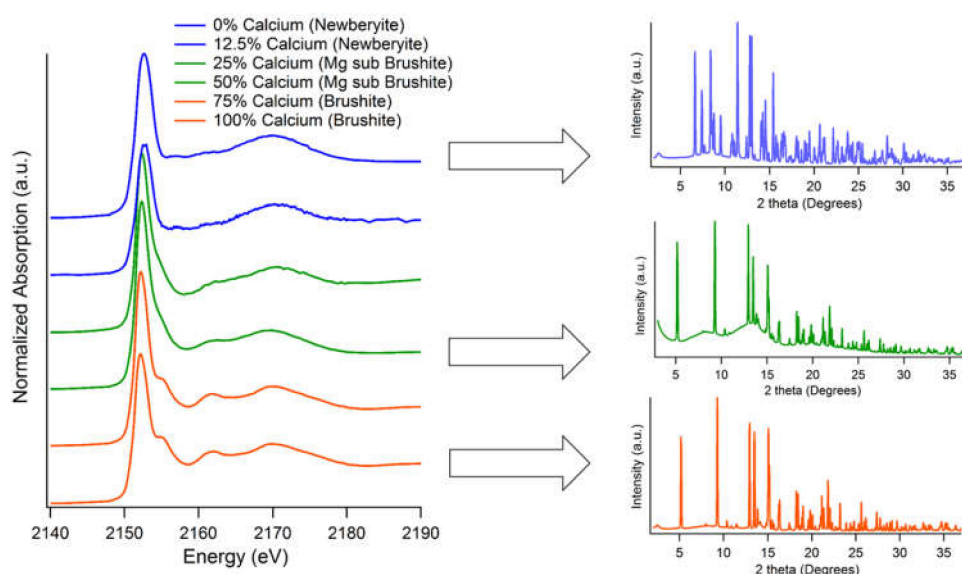 0% Calcium (Newberyite)
12.5% Calcium (Newberyite)
25% Calcium (Mg sub Brushite)
50% Calcium (Mg sub Brushite)
75% Calcium (Brushite)
100% Calcium (Brushite)
Normalized Absorption (a.u.)
2140 2150 2160 2170 2180 2190
Energy (eV)
Intensity (a.u.)
5 10 15 20 25 30 35
2 theta (Degrees)
Intensity (a.u.)
5 10 15 20 25 30 35
2 theta (Degrees)
Intensity (a.u.)
5 10 15 20 25 30 35
2 theta (Degrees)